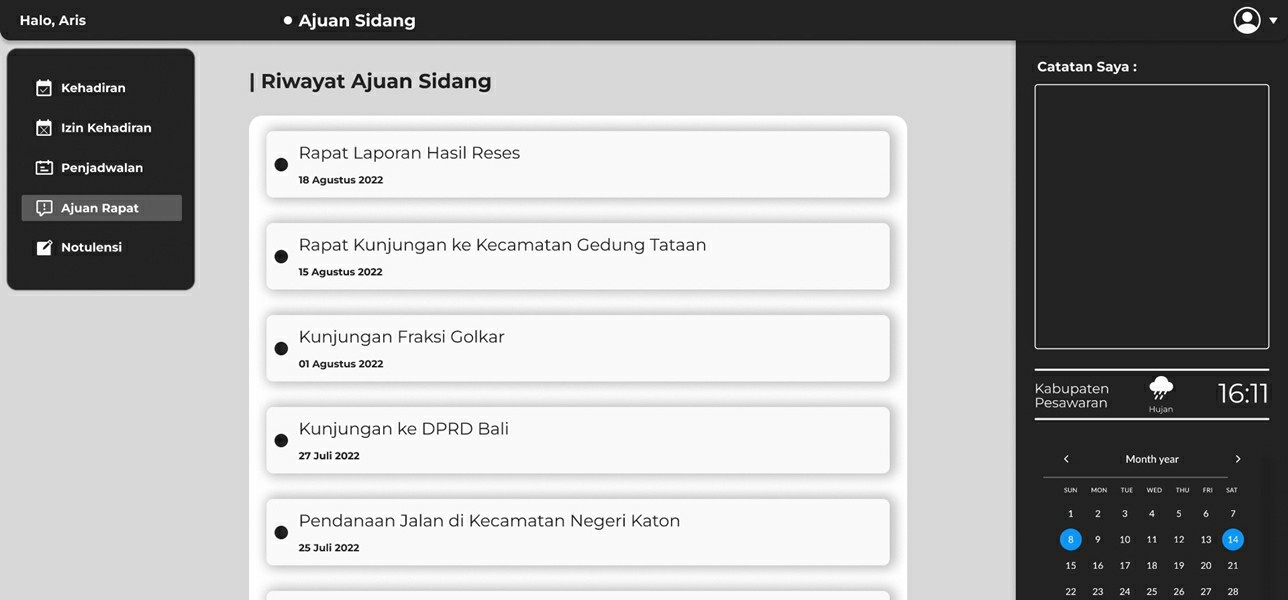 Halo, Aris
Ajuan Sidang
Kehadiran
Izin Kehadiran
Penjadwalan
Ajuan Rapat
Notulensi
| Riwayat Ajuan Sidang
Rapat Laporan Hasil Reses
18 Agustus 2022
Rapat Kunjungan ke Kecamatan Gedung Tataan
15 Agustus 2022
Kunjungan Fraksi Golkar
01 Agustus 2022
Kunjungan ke DPRD Bali
27 Juli 2022
Pendanaan Jalan di Kecamatan Negeri Katon
25 Juli 2022
Catatan Saya :
Kabupaten
Pesawaran
Hujan
16:11
Month year
SUN MON TUE WED THU FRI SAT
1 2 3 4 5 6 7
8 9 10 11 12 13 14
15 16 17 18 19 20 21
22 23 24 25 26 27 28